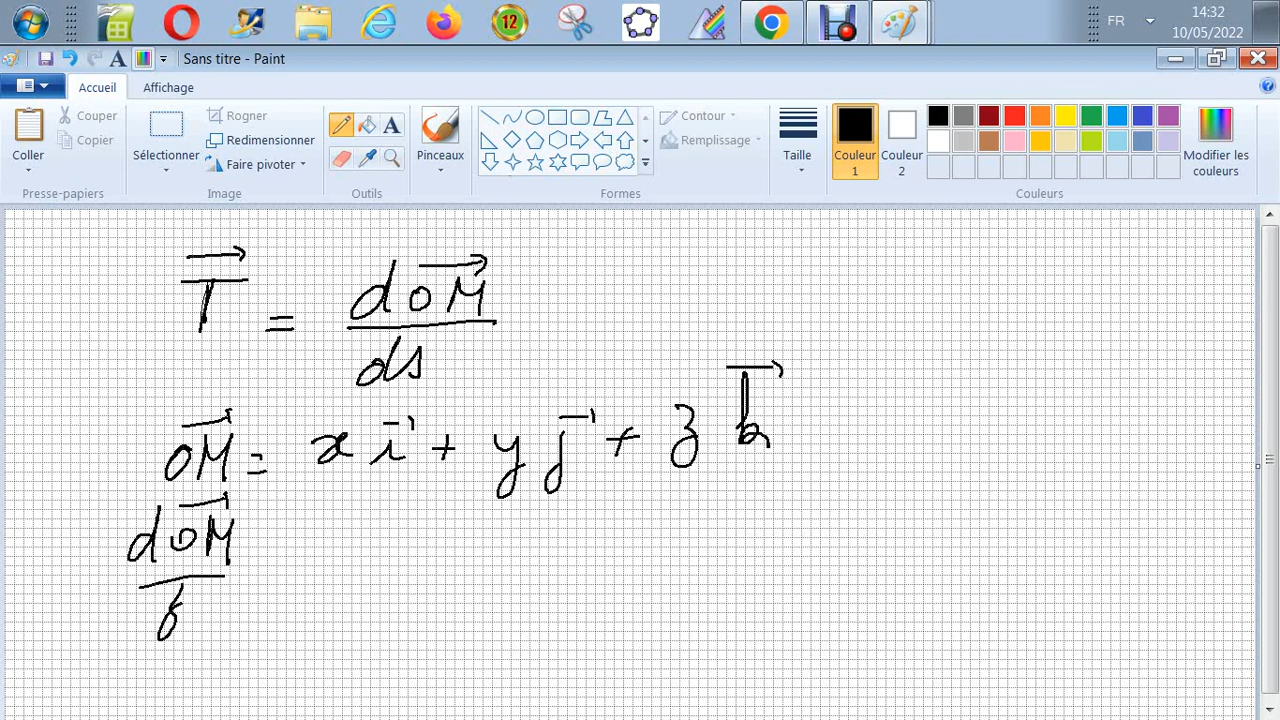 12
FR
14:32
10/05/2022
Sans titre - Paint
Accueil
Affichage
Coller
Couper
Copier
Presse-papiers
Sélectionner
Rogner
Redimensionner
Faire pivoter
Image
A
Outils
Pinceaux
Contour
Remplissage
Formes
Taille
Couleur 1
Couleur 2
Modifier les couleurs
Couleurs
T⃗ = dOM⃗ / ds
OM⃗ = x i⃗ + y j⃗ + z k⃗
dOM⃗